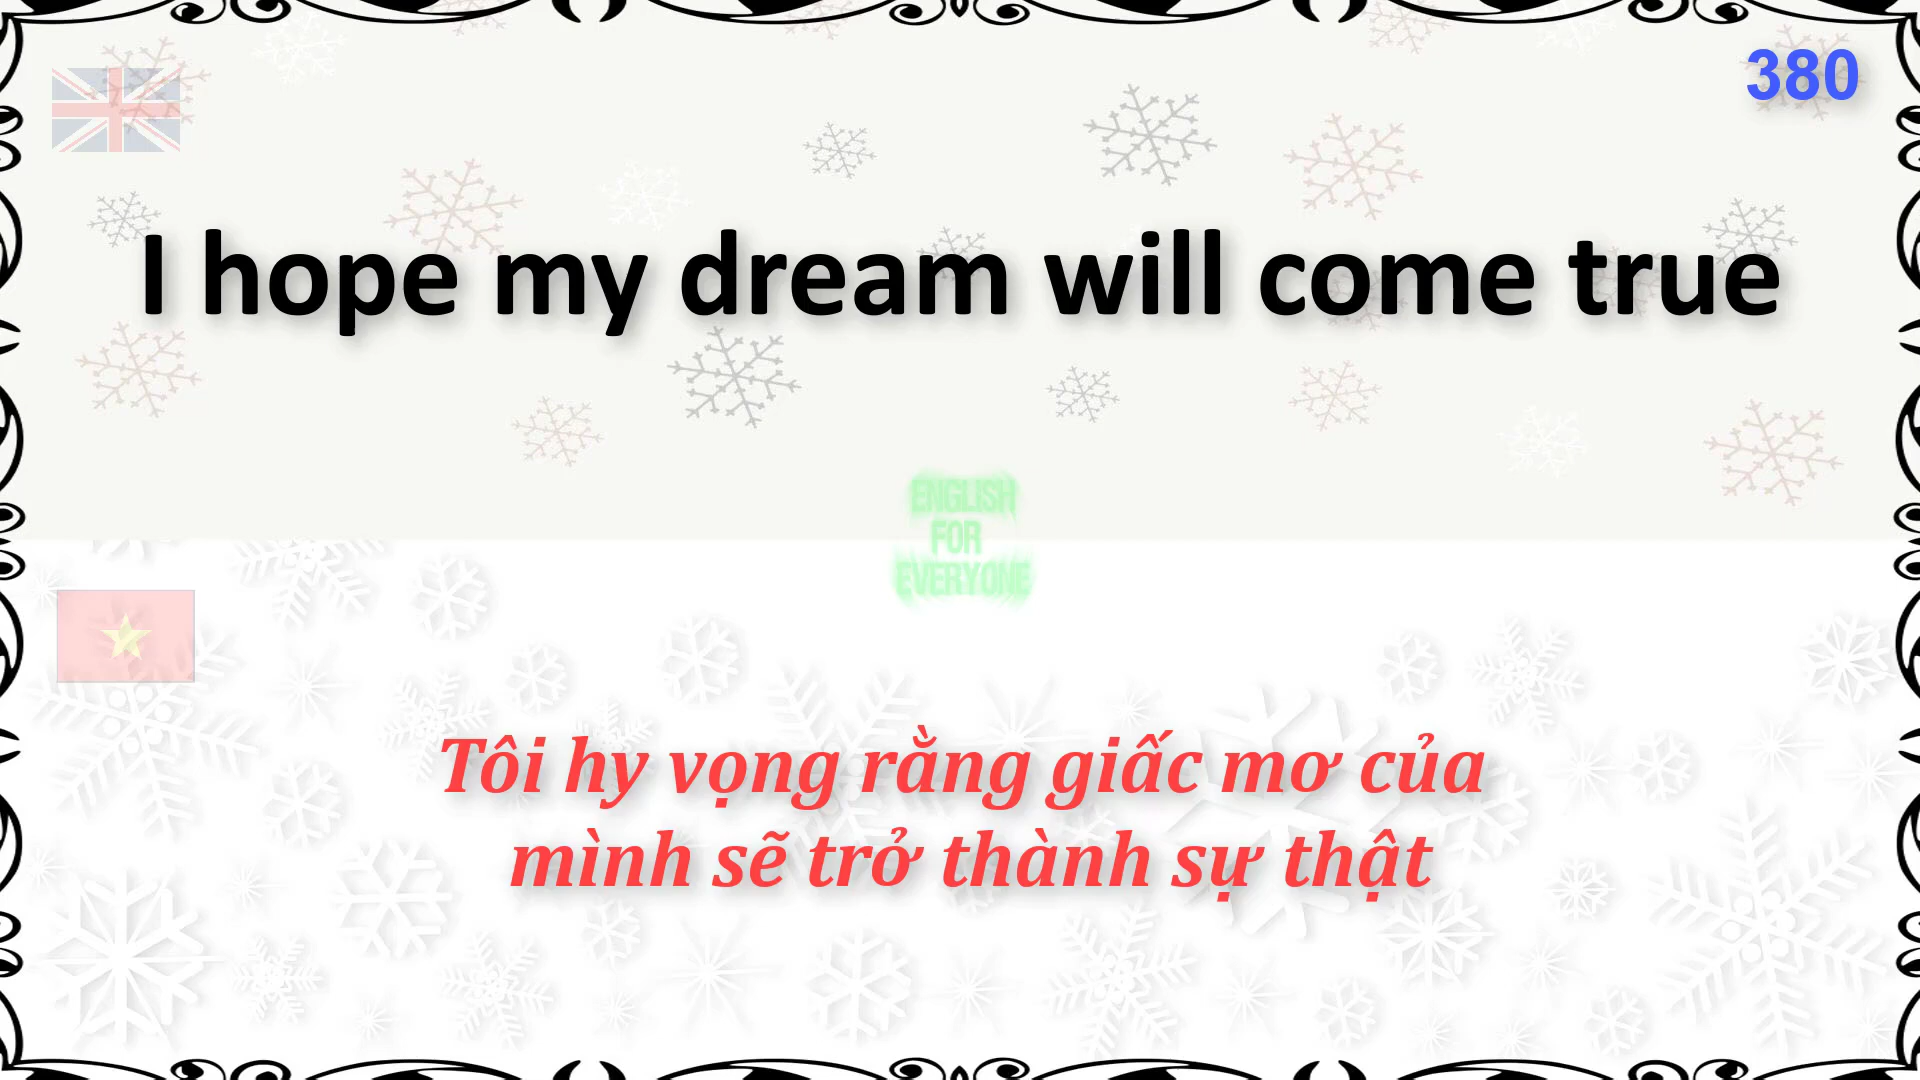 380
I hope my dream will come true
ENGLISH
FOR
EVERYONE
Tôi hy vọng rằng giấc mơ của
mình sẽ trở thành sự thật